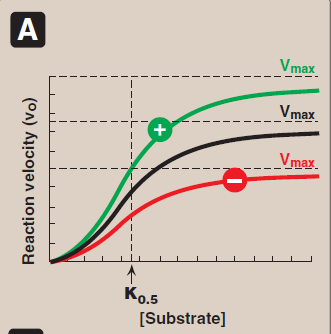 A
Vmax
Vmax
Vmax
+
−
Reaction velocity (vo)
K0.5
[Substrate]